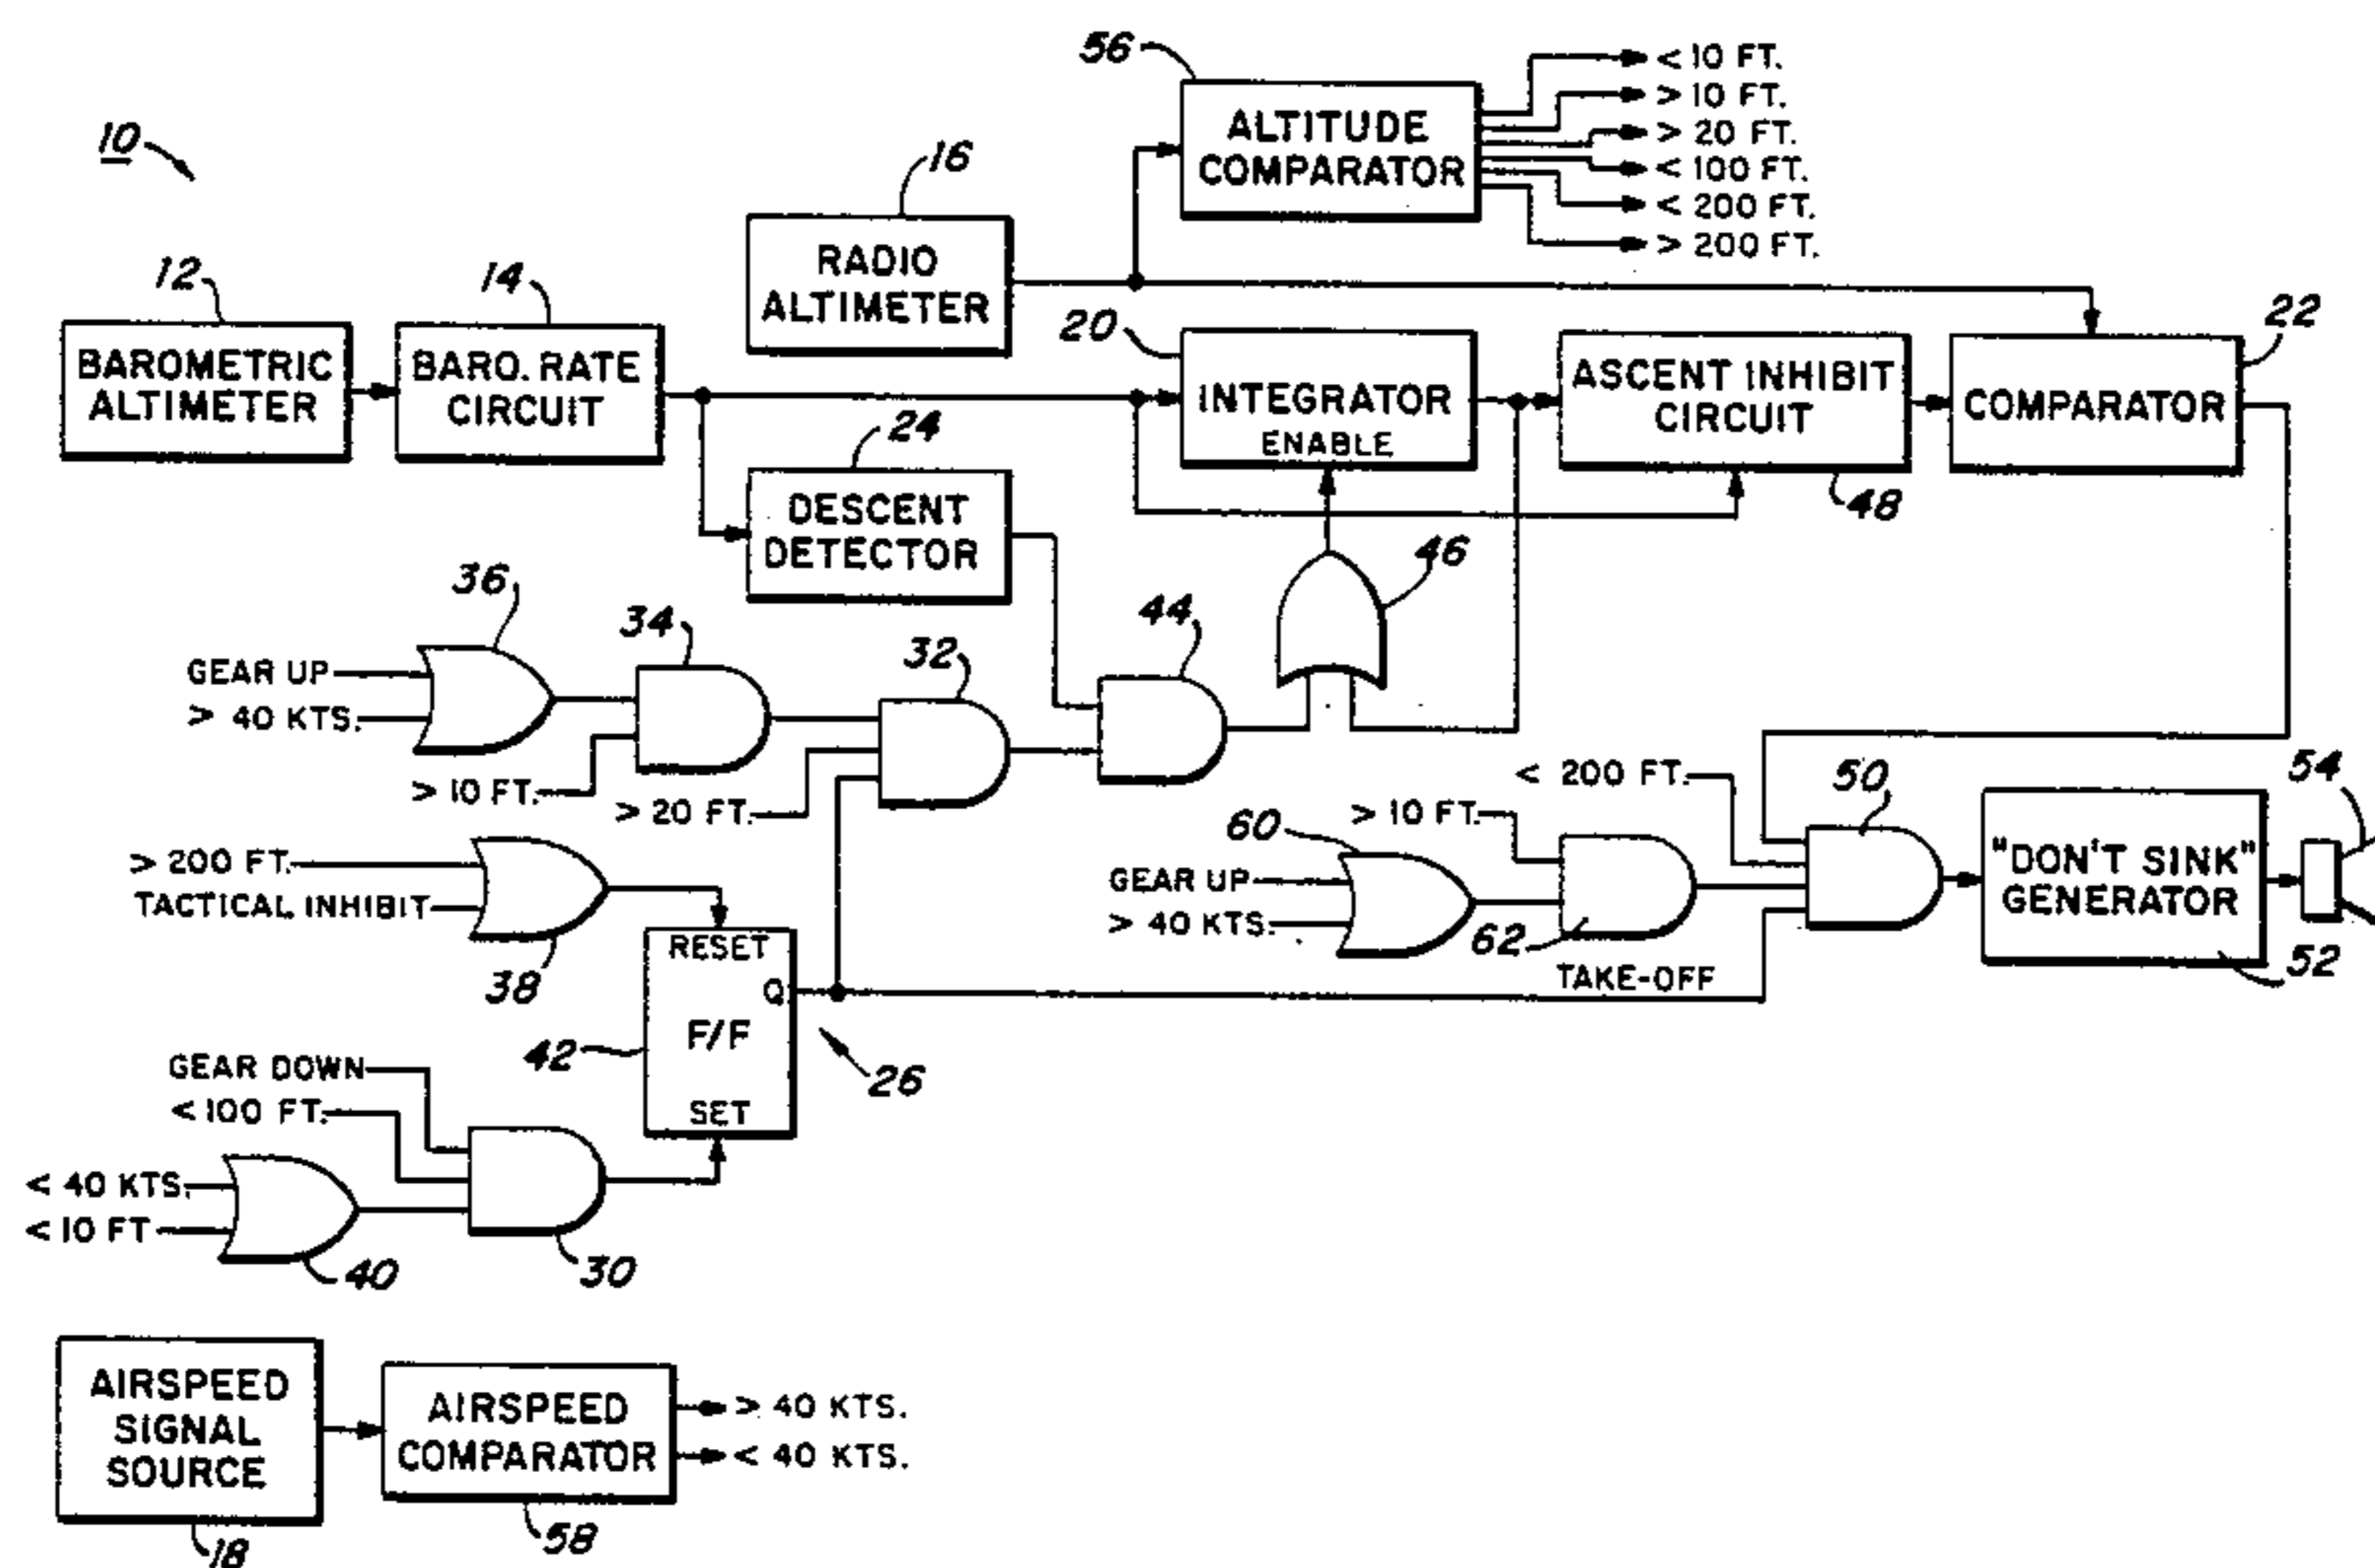 56
< 10 FT.
> 10 FT.
> 20 FT.
< 100 FT.
< 200 FT.
> 200 FT.
ALTITUDE
COMPARATOR
10
16
RADIO
ALTIMETER
12
BAROMETRIC
ALTIMETER
14
BARO. RATE
CIRCUIT
20
INTEGRATOR
ENABLE
ASCENT INHIBIT
CIRCUIT
48
22
COMPARATOR
24
DESCENT
DETECTOR
46
36
GEAR UP
> 40 KTS.
34
> 10 FT.
32
> 20 FT.
44
> 200 FT.
TACTICAL INHIBIT
38
RESET
Q
F/F
SET
42
26
GEAR DOWN
< 100 FT.
< 40 KTS.
< 10 FT
40
30
< 200 FT.
> 10 FT.
60
GEAR UP
> 40 KTS.
62
50
TAKE-OFF
"DON'T SINK"
GENERATOR
52
54
AIRSPEED
SIGNAL
SOURCE
18
AIRSPEED
COMPARATOR
58
> 40 KTS.
< 40 KTS.